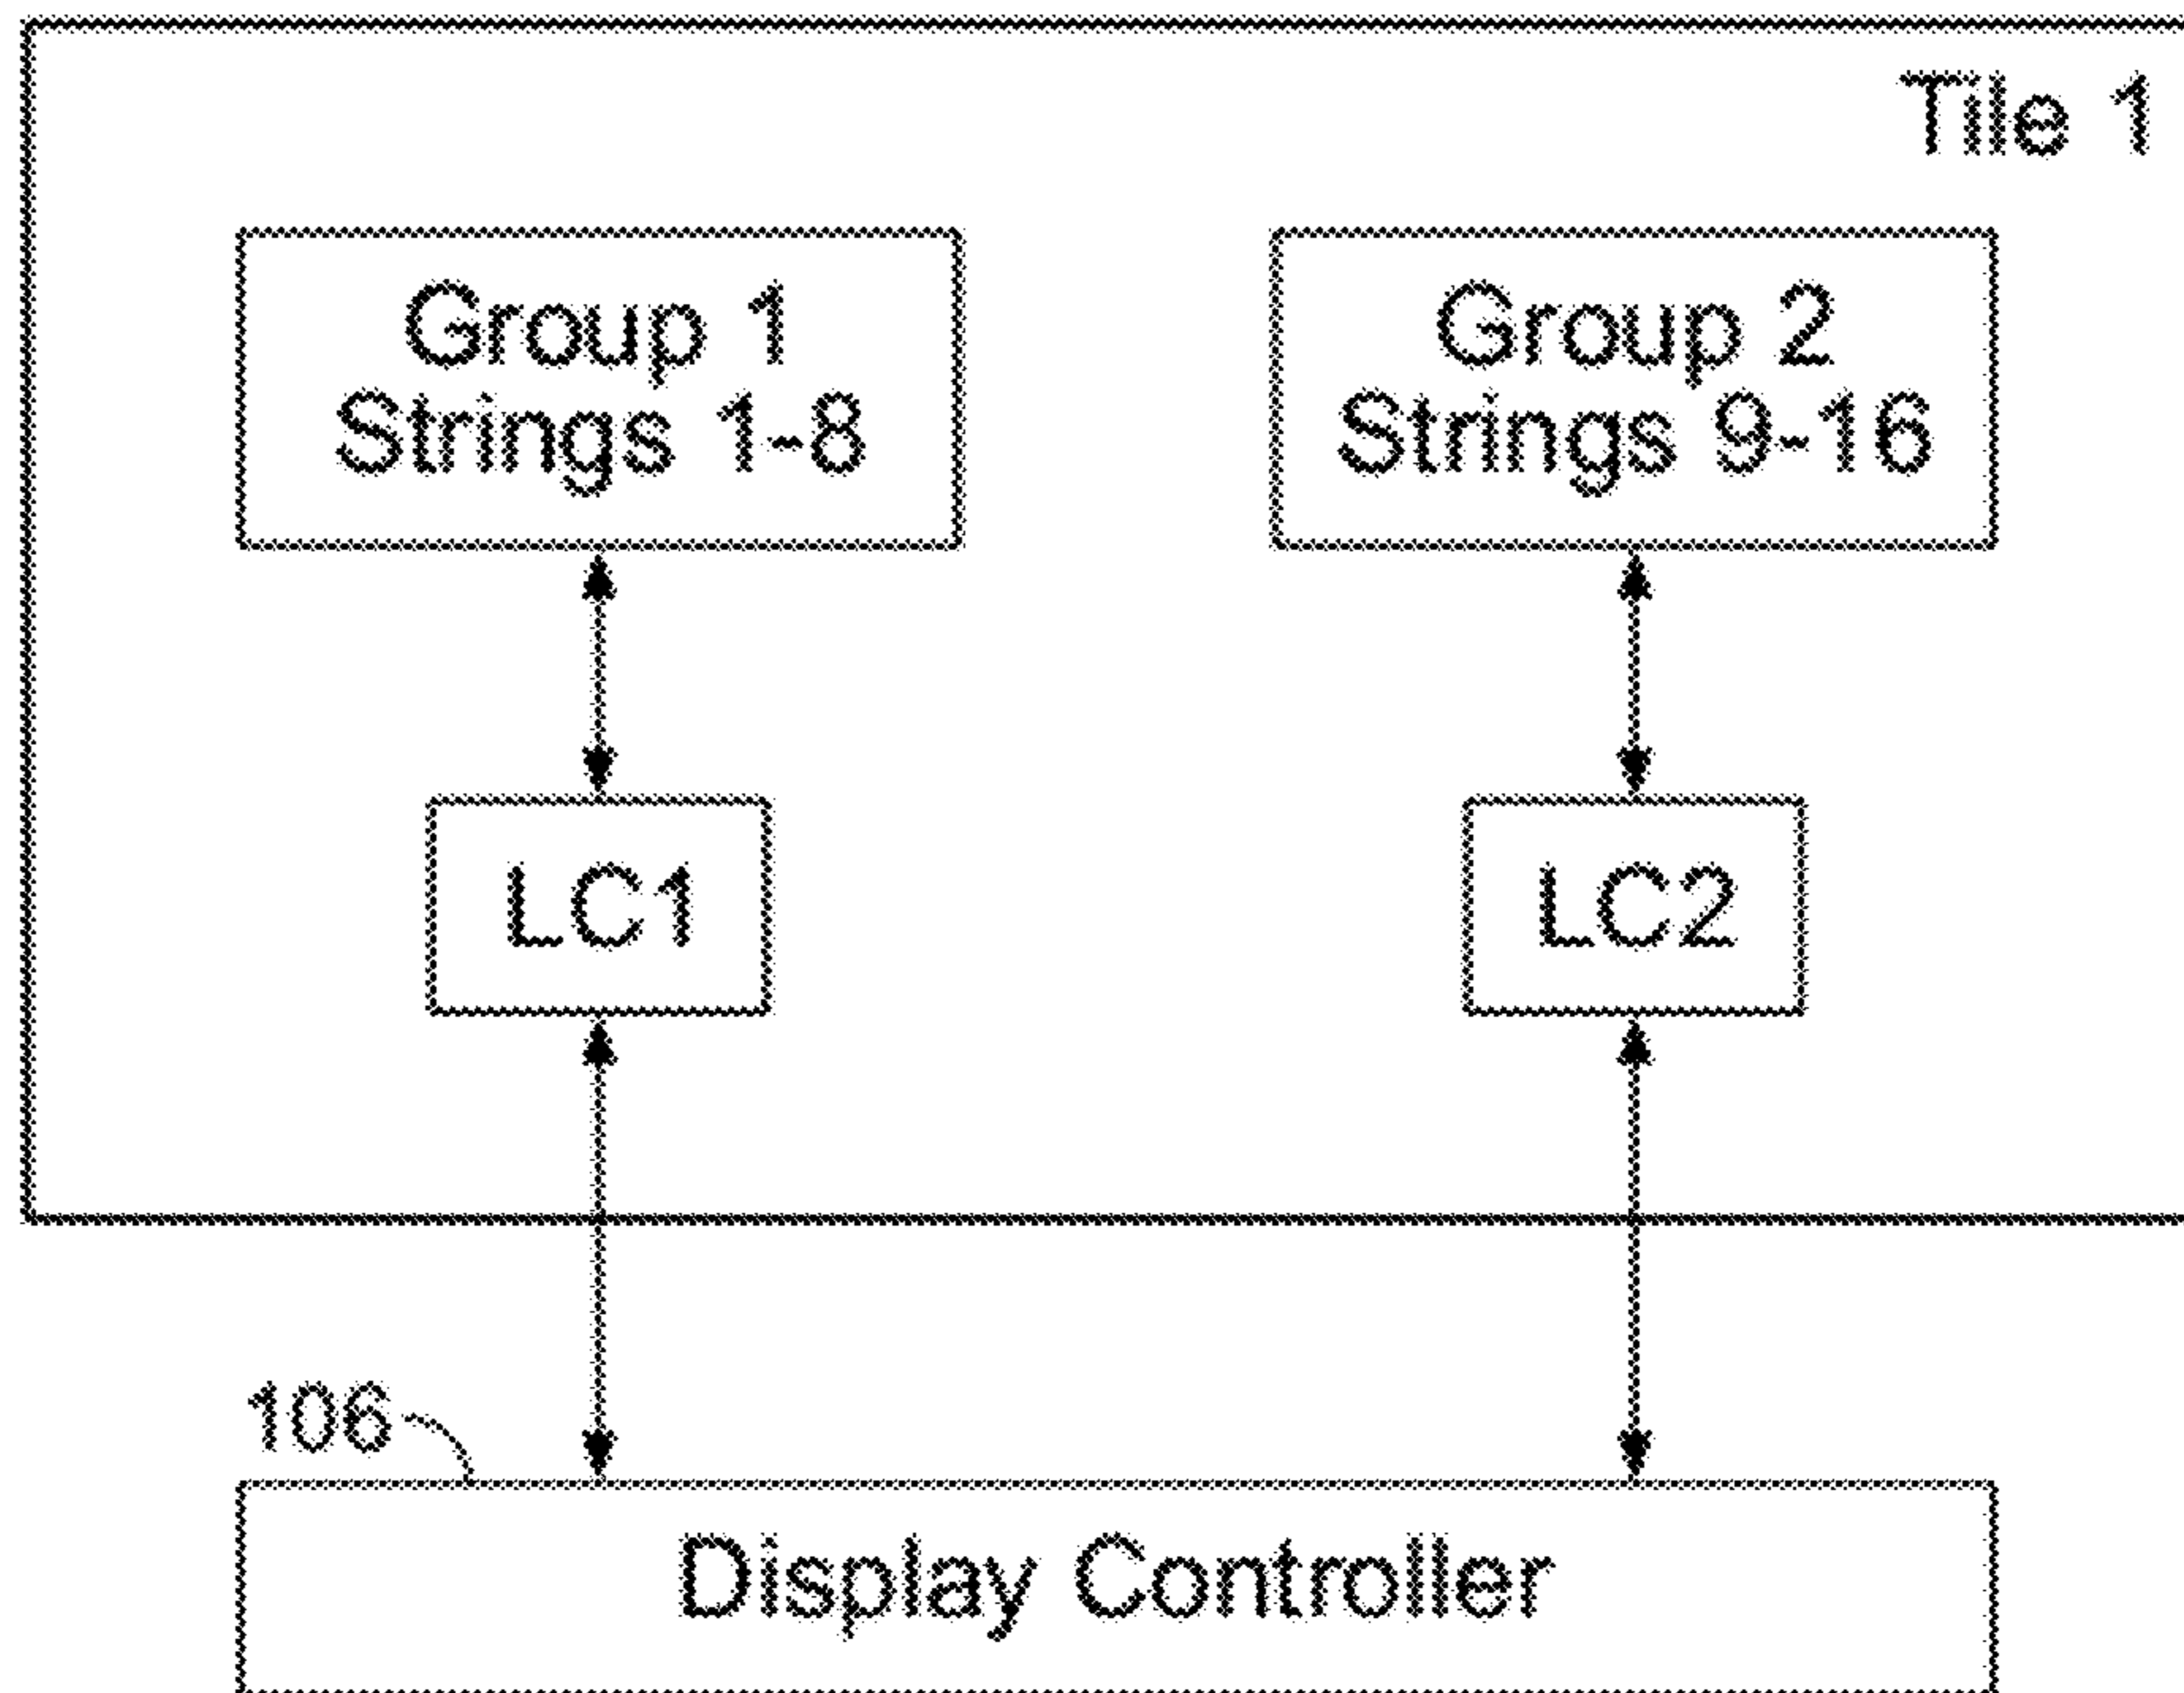 Tile 1
Group 1
Strings 1-8
Group 2
Strings 9-16
LC1
LC2
106
Display Controller